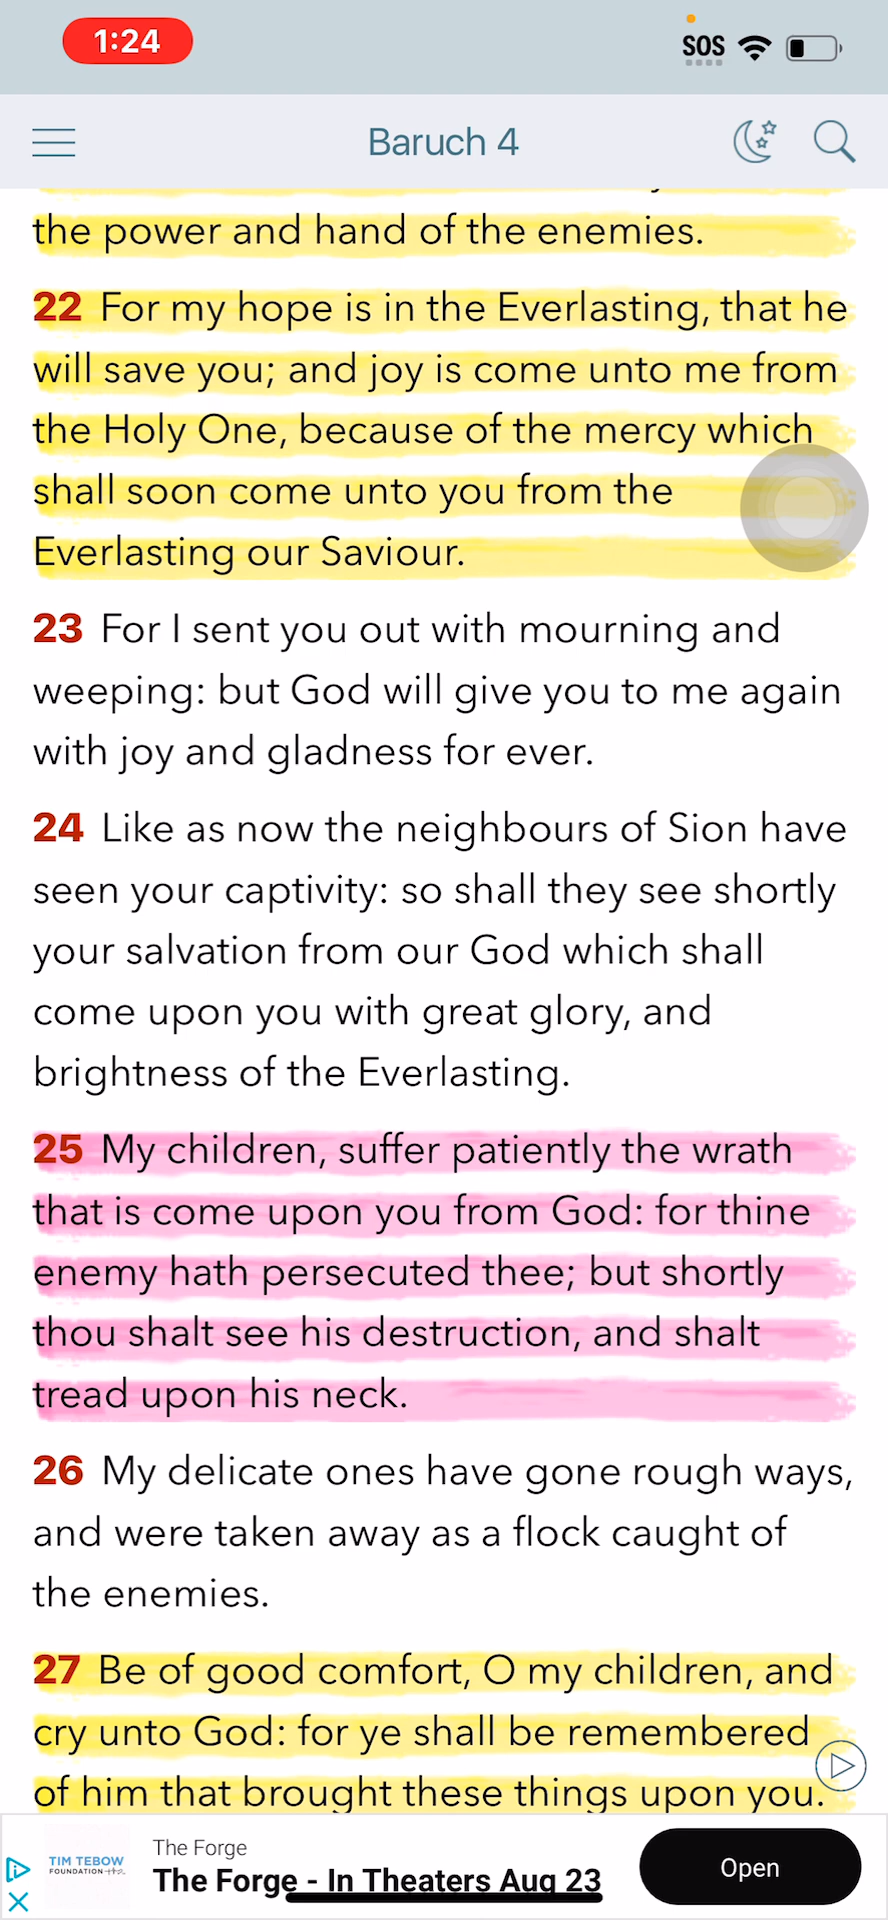 1:24
SOS
Baruch 4
the power and hand of the enemies.
22 For my hope is in the Everlasting, that he
will save you; and joy is come unto me from
the Holy One, because of the mercy which
shall soon come unto you from the
Everlasting our Saviour.
23 For I sent you out with mourning and
weeping: but God will give you to me again
with joy and gladness for ever.
24 Like as now the neighbours of Sion have
seen your captivity: so shall they see shortly
your salvation from our God which shall
come upon you with great glory, and
brightness of the Everlasting.
25 My children, suffer patiently the wrath
that is come upon you from God: for thine
enemy hath persecuted thee; but shortly
thou shalt see his destruction, and shalt
tread upon his neck.
26 My delicate ones have gone rough ways,
and were taken away as a flock caught of
the enemies.
27 Be of good comfort, O my children, and
cry unto God: for ye shall be remembered
of him that brought these things upon you.
TIM TEBOW
FOUNDATION
The Forge
The Forge - In Theaters Aug 23
Open